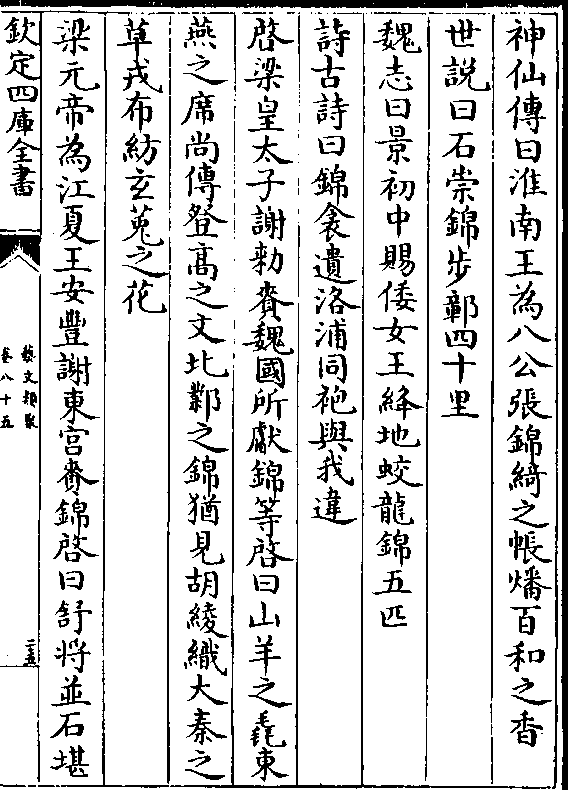 神仙傳曰淮南王為八公張錦綺之帳燔百和之香
世説曰石崇錦步鄣四十里
魏志曰景初中賜倭女王絳地蛟龍錦五匹
詩古詩曰錦衾遺洛浦同袍與我違
啓梁皇太子謝勑賚魏國所獻錦等啓曰山羊之毳東
燕之席尚傳登髙之文北鄴之錦猶見胡綾織大秦之
草戎布紡玄菟之花
梁元帝為江夏王安豐謝東宫賚錦啓曰舒將並石堪
欽定四庫全書
藝文類聚
卷八十五
二五